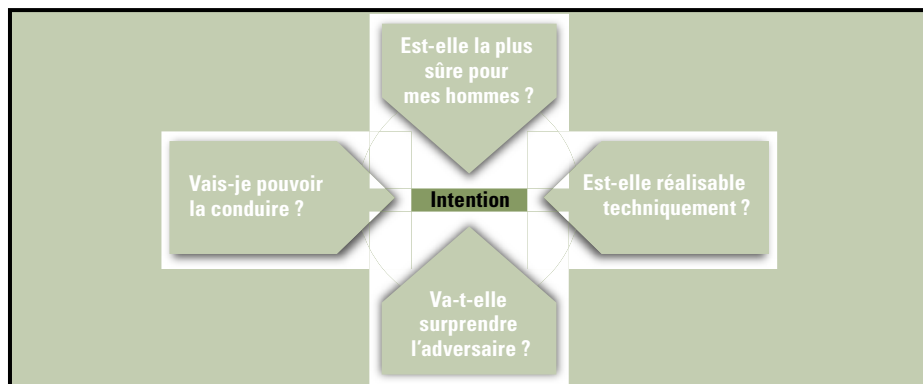 Est-elle la plus
sûre pour
mes hommes ?
Vais-je pouvoir
la conduire ?
Intention
Est-elle réalisable
techniquement ?
Va-t-elle
surprendre
l’adversaire ?